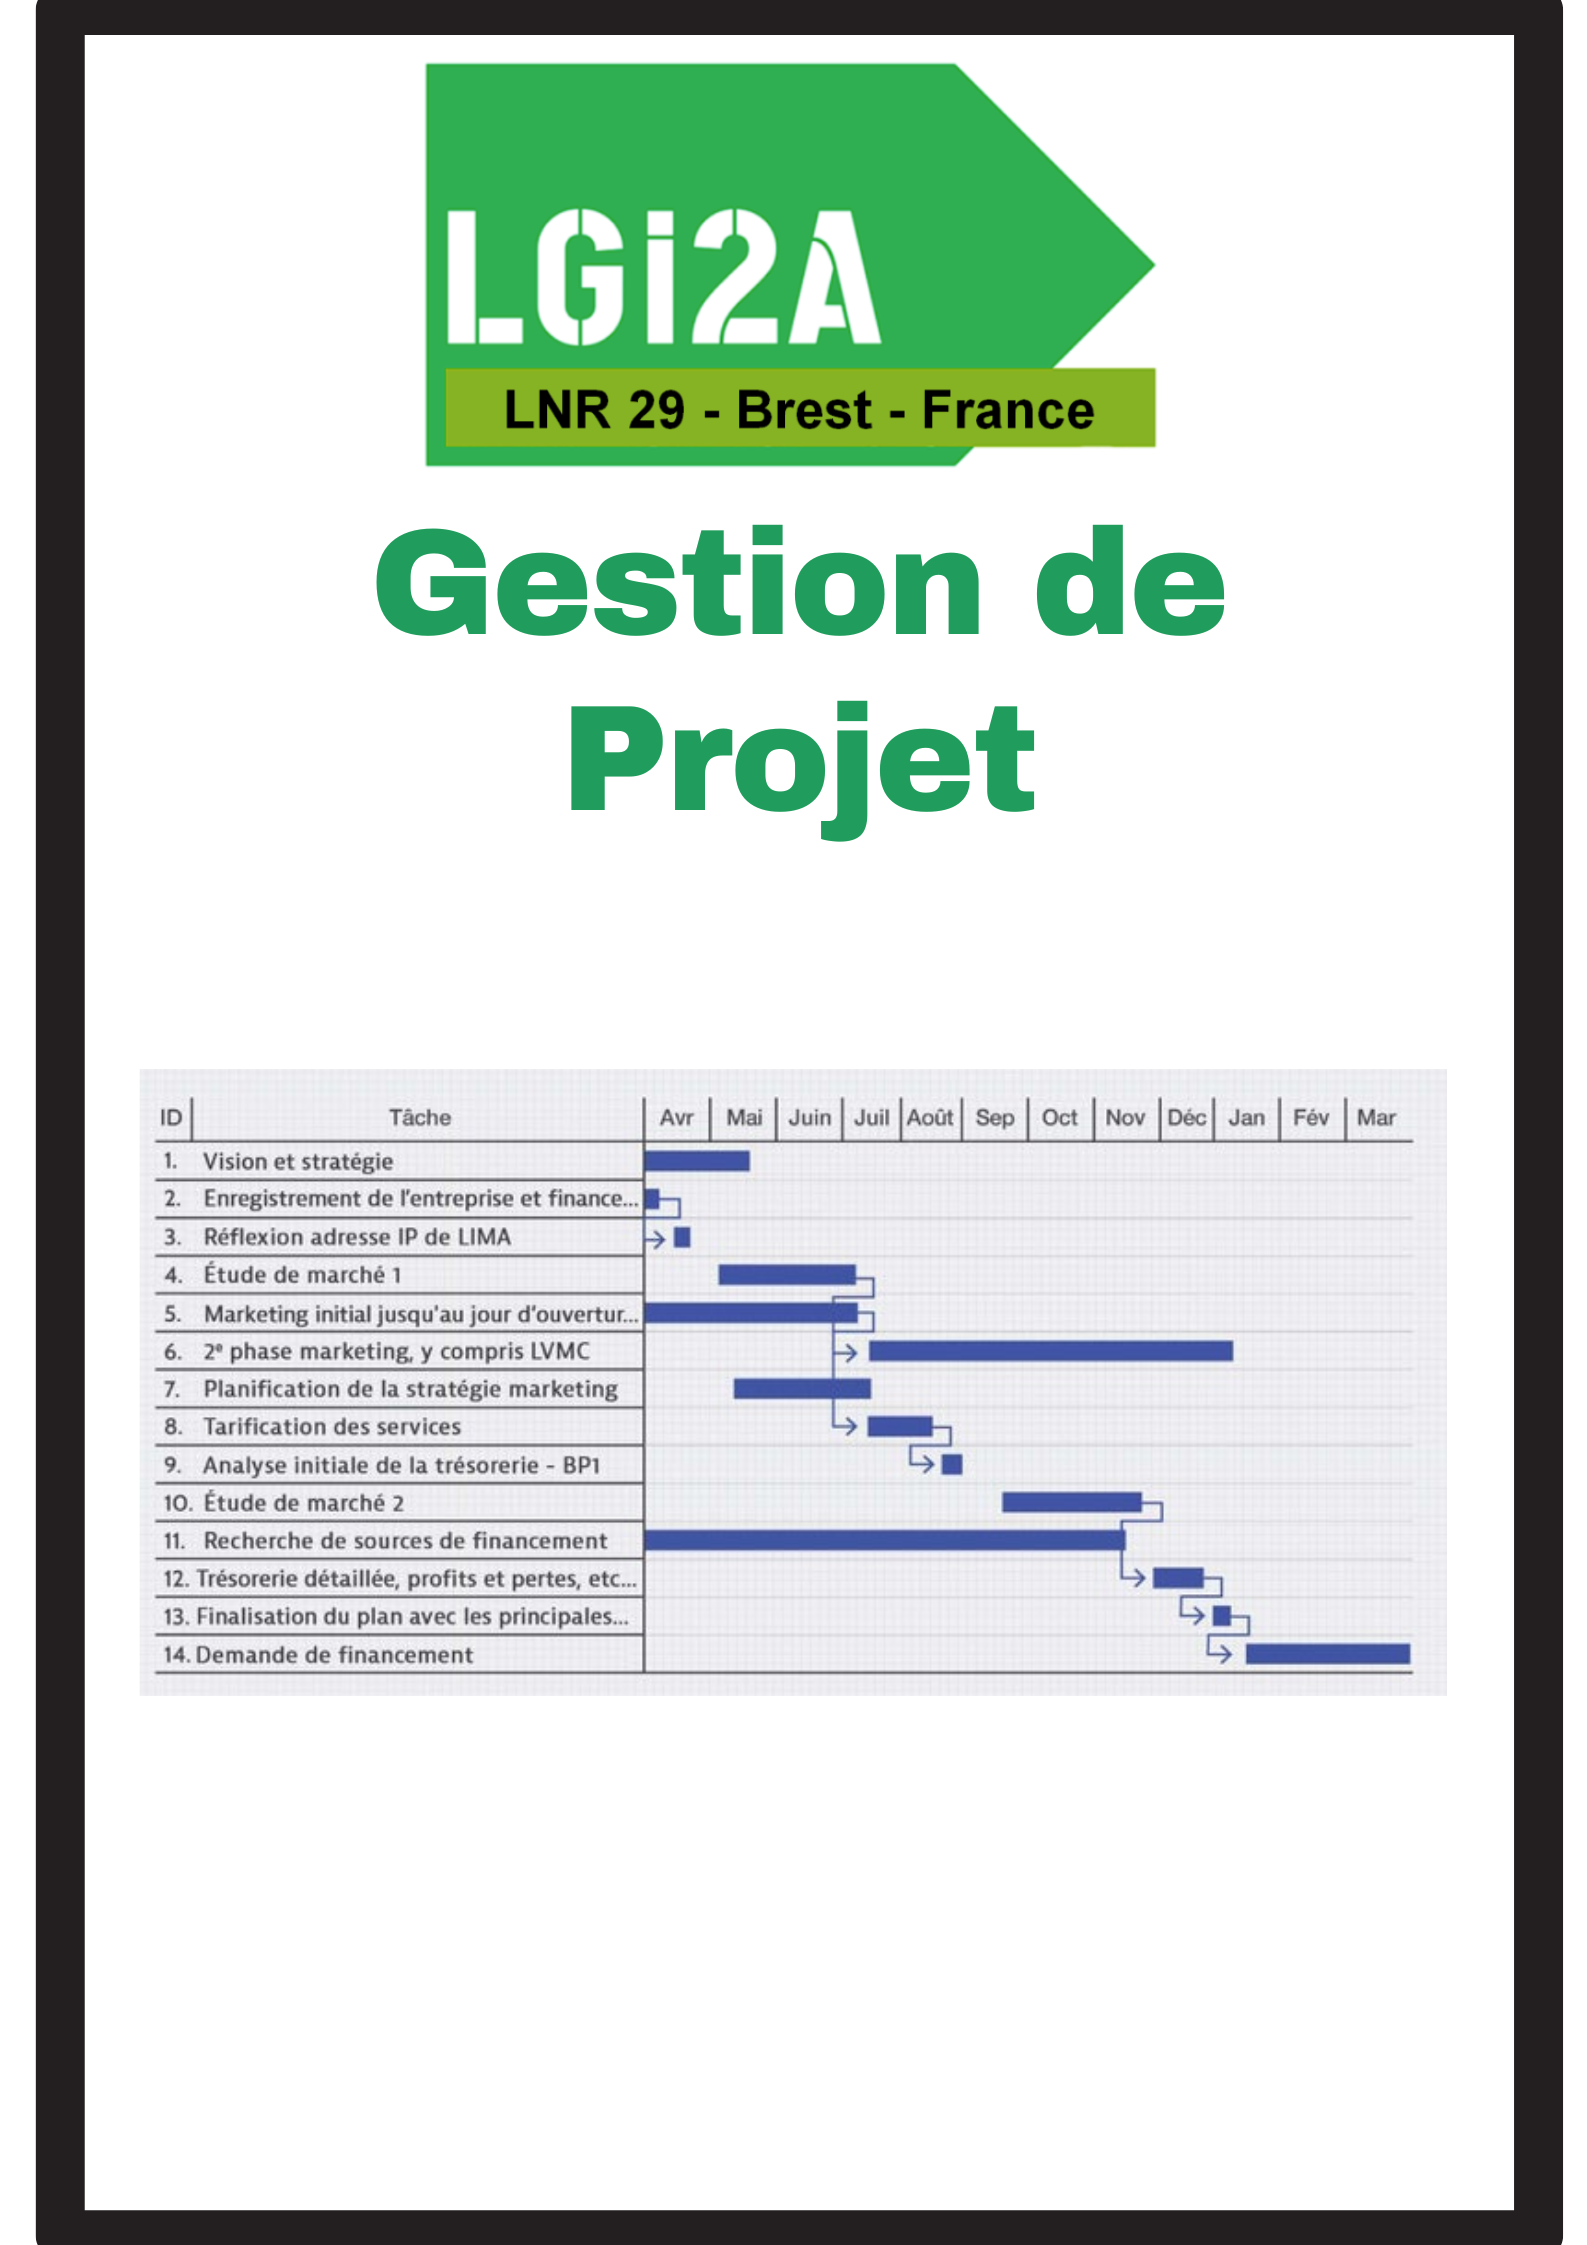 LGi2A
LNR 29 - Brest - France
Gestion de
Projet
ID Tâche Avr Mai Juin Juil Août Sep Oct Nov Déc Jan Fév Mar
1. Vision et stratégie
2. Enregistrement de l'entreprise et finance...
3. Réflexion adresse IP de LIMA
4. Étude de marché 1
5. Marketing initial jusqu'au jour d'ouvertur...
6. 2e phase marketing, y compris LVMC
7. Planification de la stratégie marketing
8. Tarification des services
9. Analyse initiale de la trésorerie - BP1
10. Étude de marché 2
11. Recherche de sources de financement
12. Trésorerie détaillée, profits et pertes, etc...
13. Finalisation du plan avec les principales...
14. Demande de financement